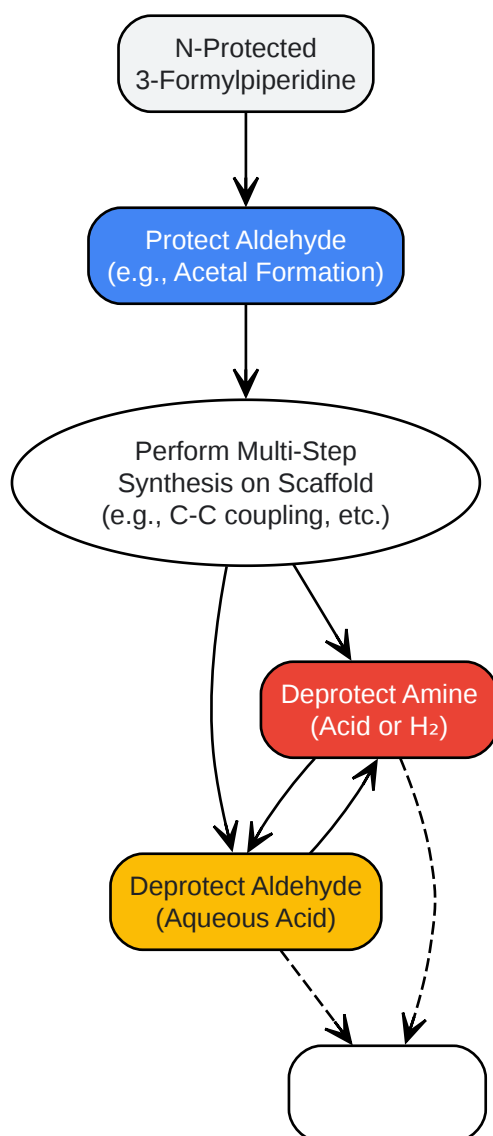 N-Protected
3-Formylpiperidine
Protect Aldehyde
(e.g., Acetal Formation)
Perform Multi-Step
Synthesis on Scaffold
(e.g., C-C coupling, etc.)
Deprotect Amine
(Acid or H₂)
Deprotect Aldehyde
(Aqueous Acid)